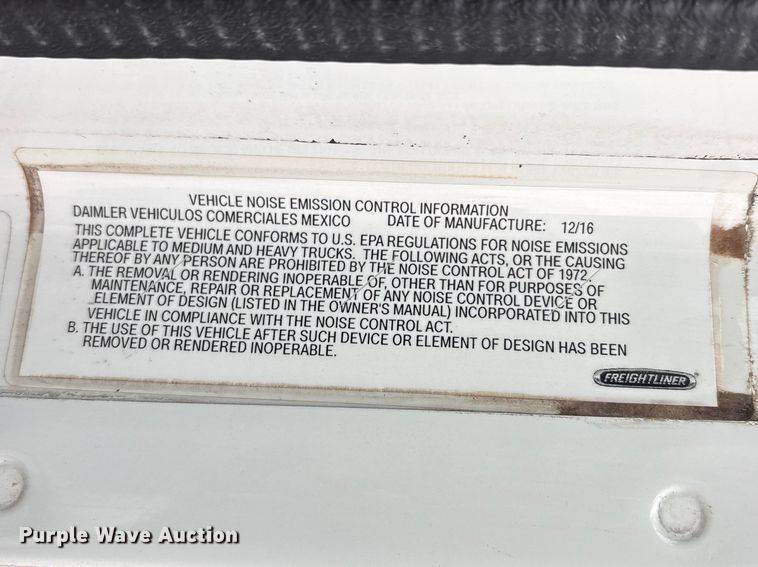 VEHICLE NOISE EMISSION CONTROL INFORMATION
DAIMLER VEHICULOS COMERCIALES MEXICO DATE OF MANUFACTURE: 12/16
THIS COMPLETE VEHICLE CONFORMS TO U.S. EPA REGULATIONS FOR NOISE EMISSIONS
APPLICABLE TO MEDIUM AND HEAVY TRUCKS. THE FOLLOWING ACTS, OR THE CAUSING
THEREOF BY ANY PERSON ARE PROHIBITED BY THE NOISE CONTROL ACT OF 1972.
A. THE REMOVAL OR RENDERING INOPERABLE OF, OTHER THAN FOR PURPOSES OF
MAINTENANCE, REPAIR OR REPLACEMENT OF ANY NOISE CONTROL DEVICE OR
ELEMENT OF DESIGN (LISTED IN THE OWNER'S MANUAL) INCORPORATED INTO THIS
VEHICLE IN COMPLIANCE WITH THE NOISE CONTROL ACT.
B. THE USE OF THIS VEHICLE AFTER SUCH DEVICE OR ELEMENT OF DESIGN HAS BEEN
REMOVED OR RENDERED INOPERABLE.
FREIGHTLINER
Purple Wave Auction